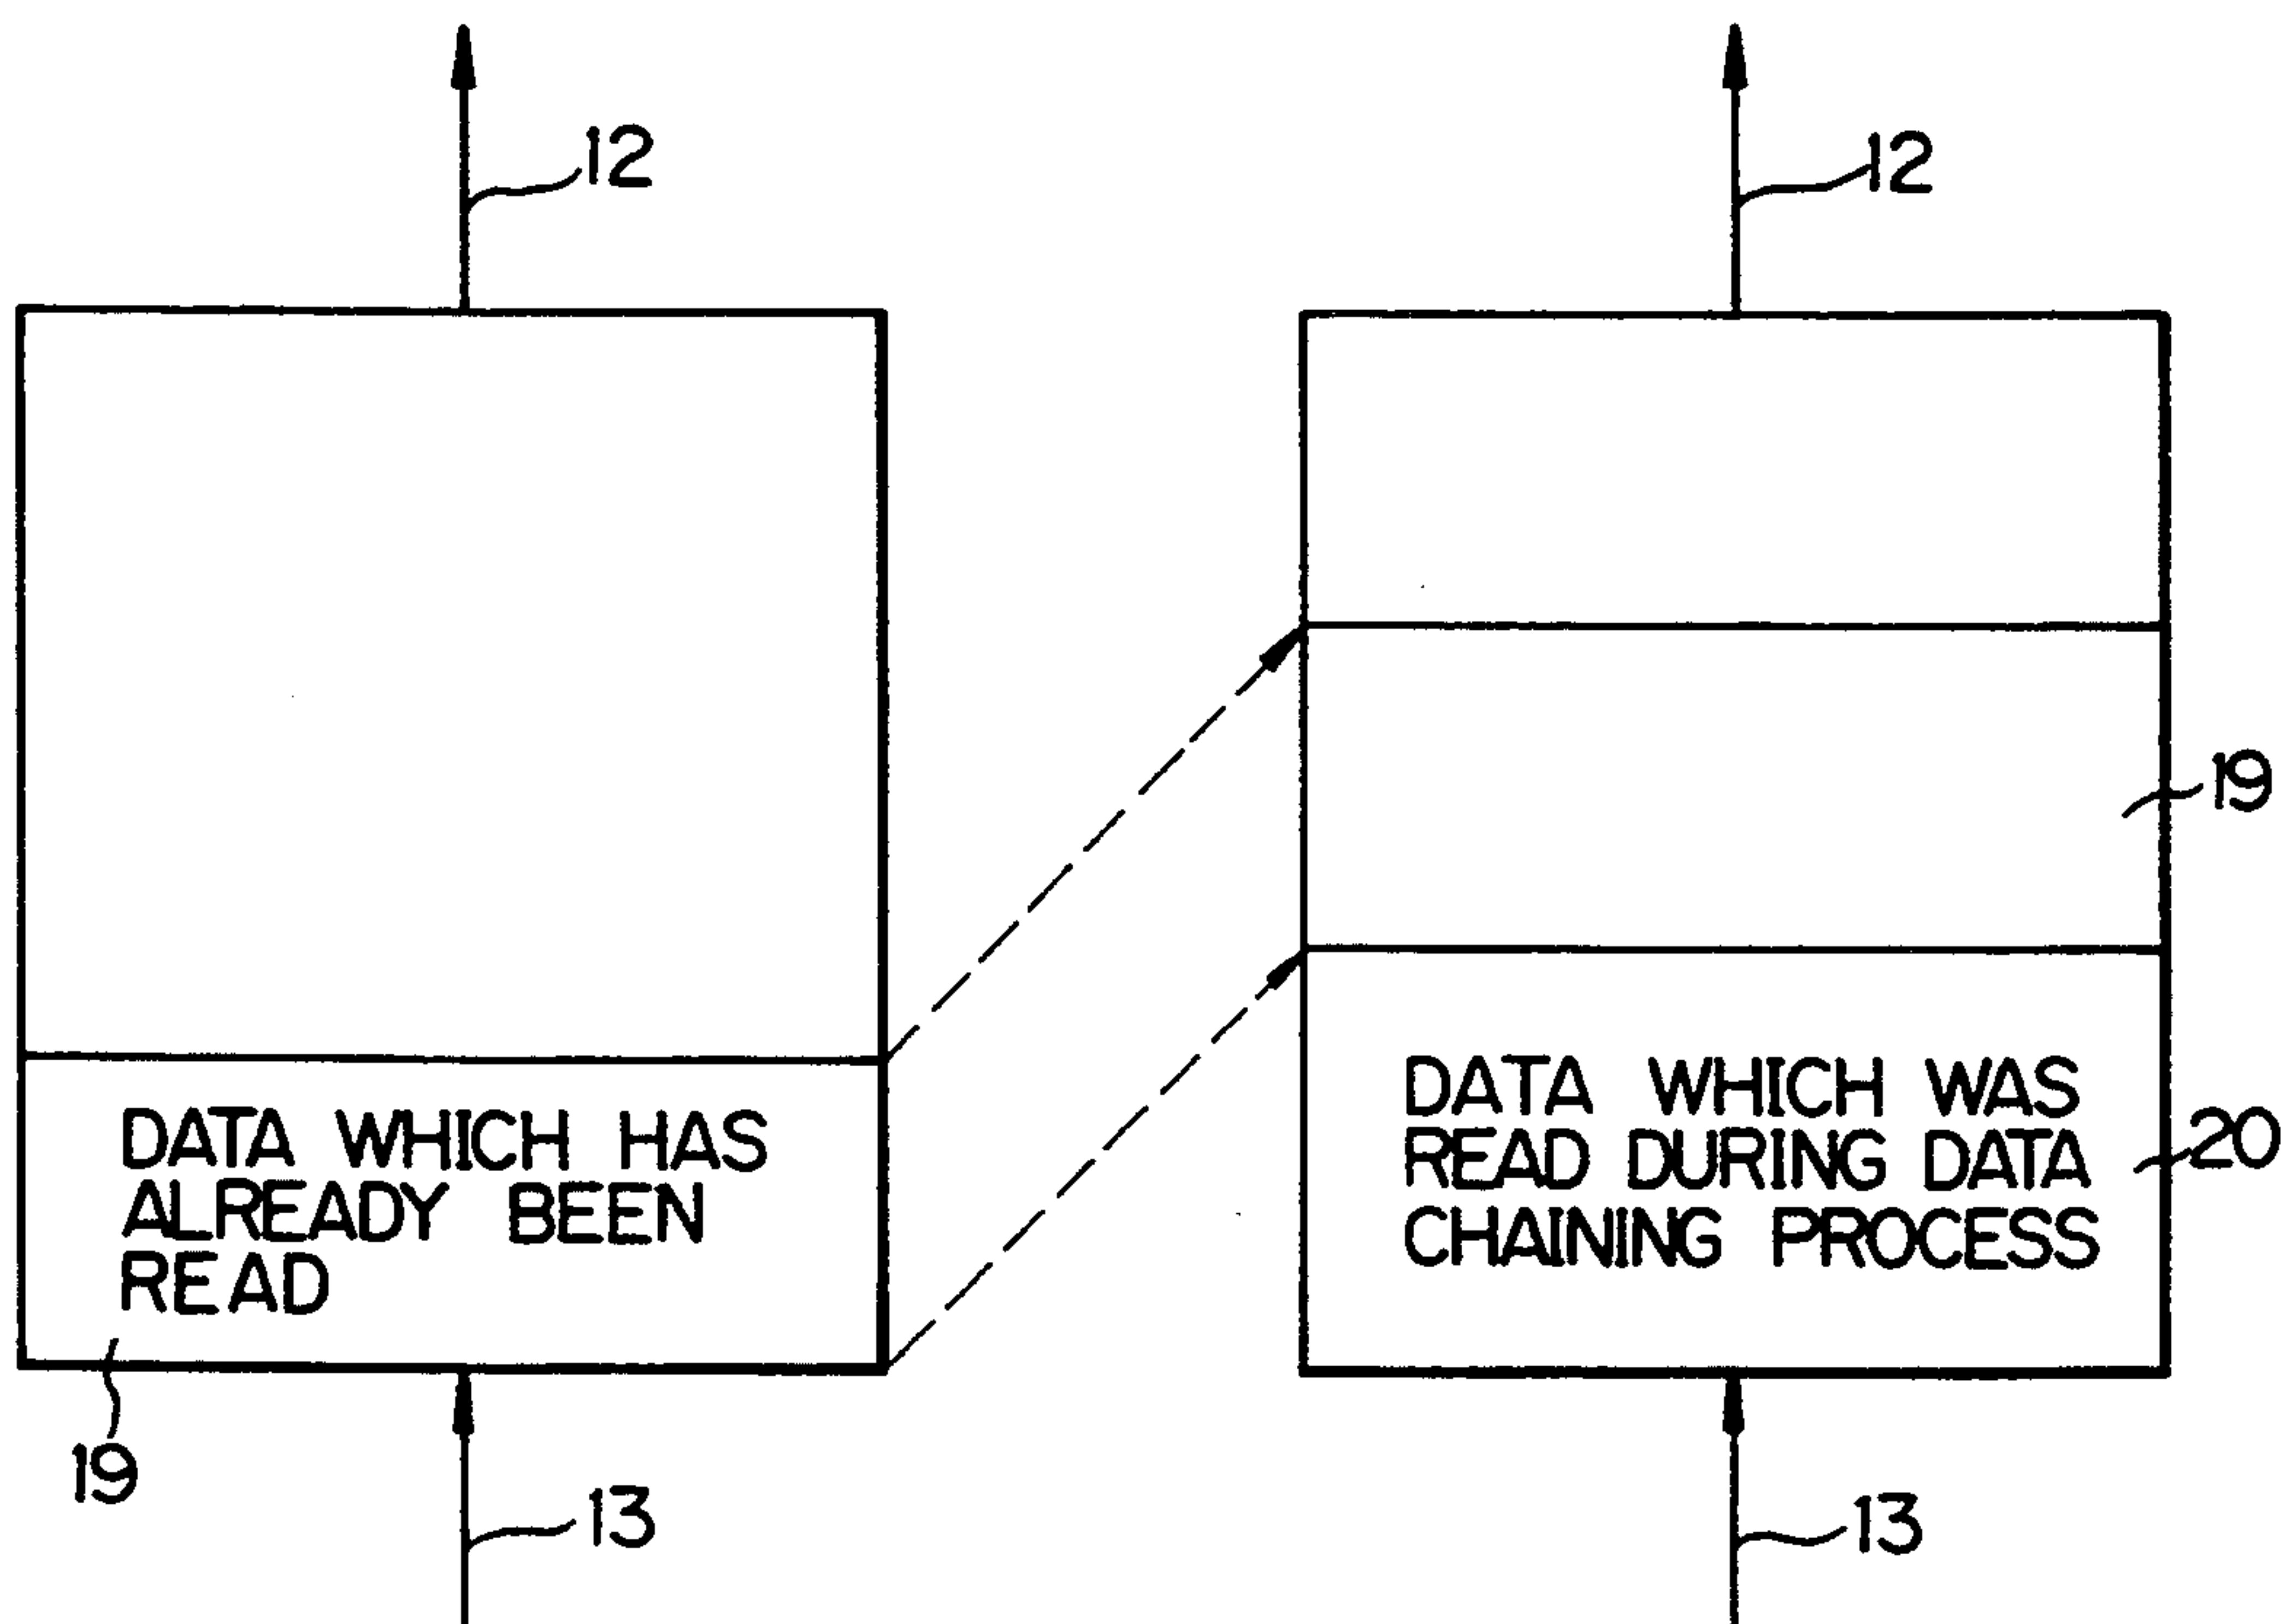 12
12
19
DATA WHICH HAS
ALREADY BEEN
READ
DATA WHICH WAS
READ DURING DATA
CHAINING PROCESS
20
19
13
13